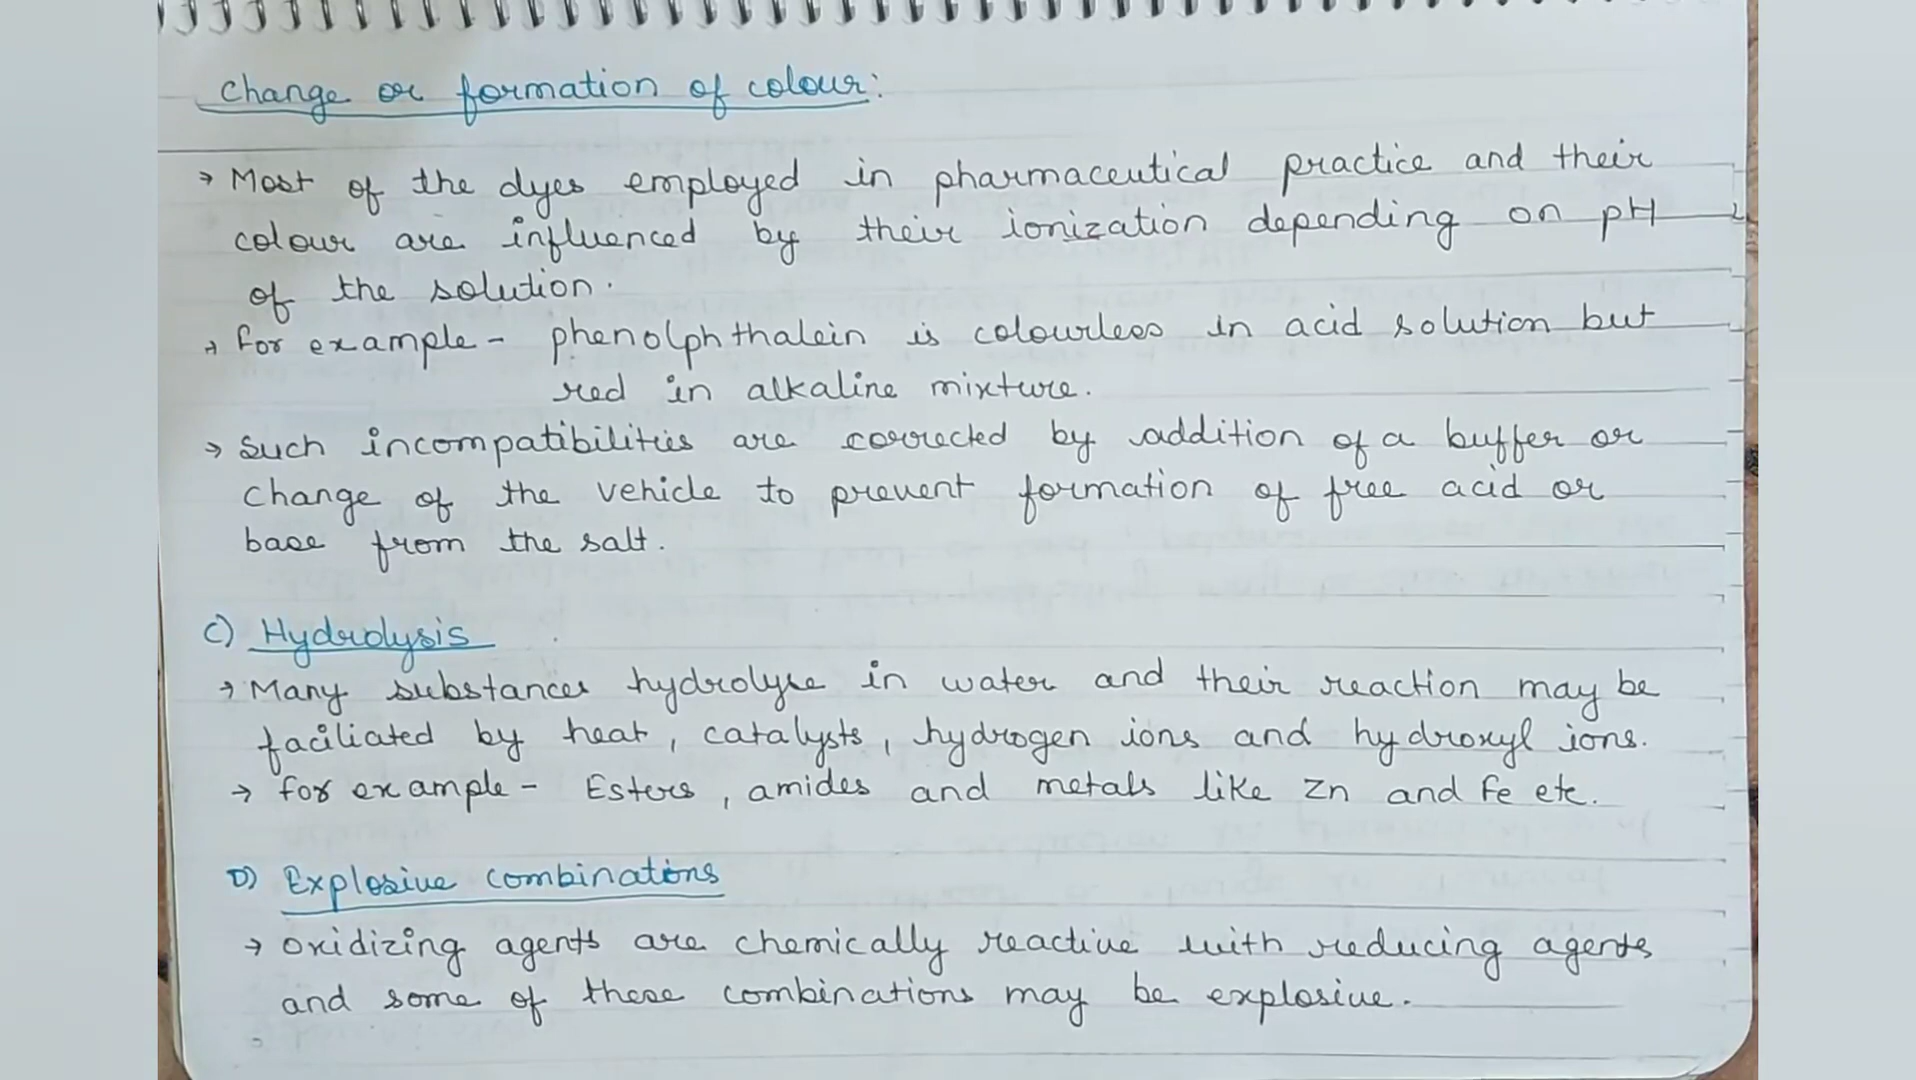 Change or formation of colour:
→ Most of the dyes employed in pharmaceutical practice and their
colour are influenced by their ionization depending on pH
of the solution.
→ for example - phenolphthalein is colourless in acid solution but
red in alkaline mixture.
→ Such incompatibilities are corrected by addition of a buffer or
change of the vehicle to prevent formation of free acid or
base from the salt.
C) Hydrolysis
→ Many substances hydrolyse in water and their reaction may be
faciliated by heat, catalysts, hydrogen ions and hydroxyl ions.
→ for example - Esters, amides and metals like Zn and Fe etc.
D) Explosive combinations
→ Oxidizing agents are chemically reactive with reducing agents
and some of these combinations may be explosive.